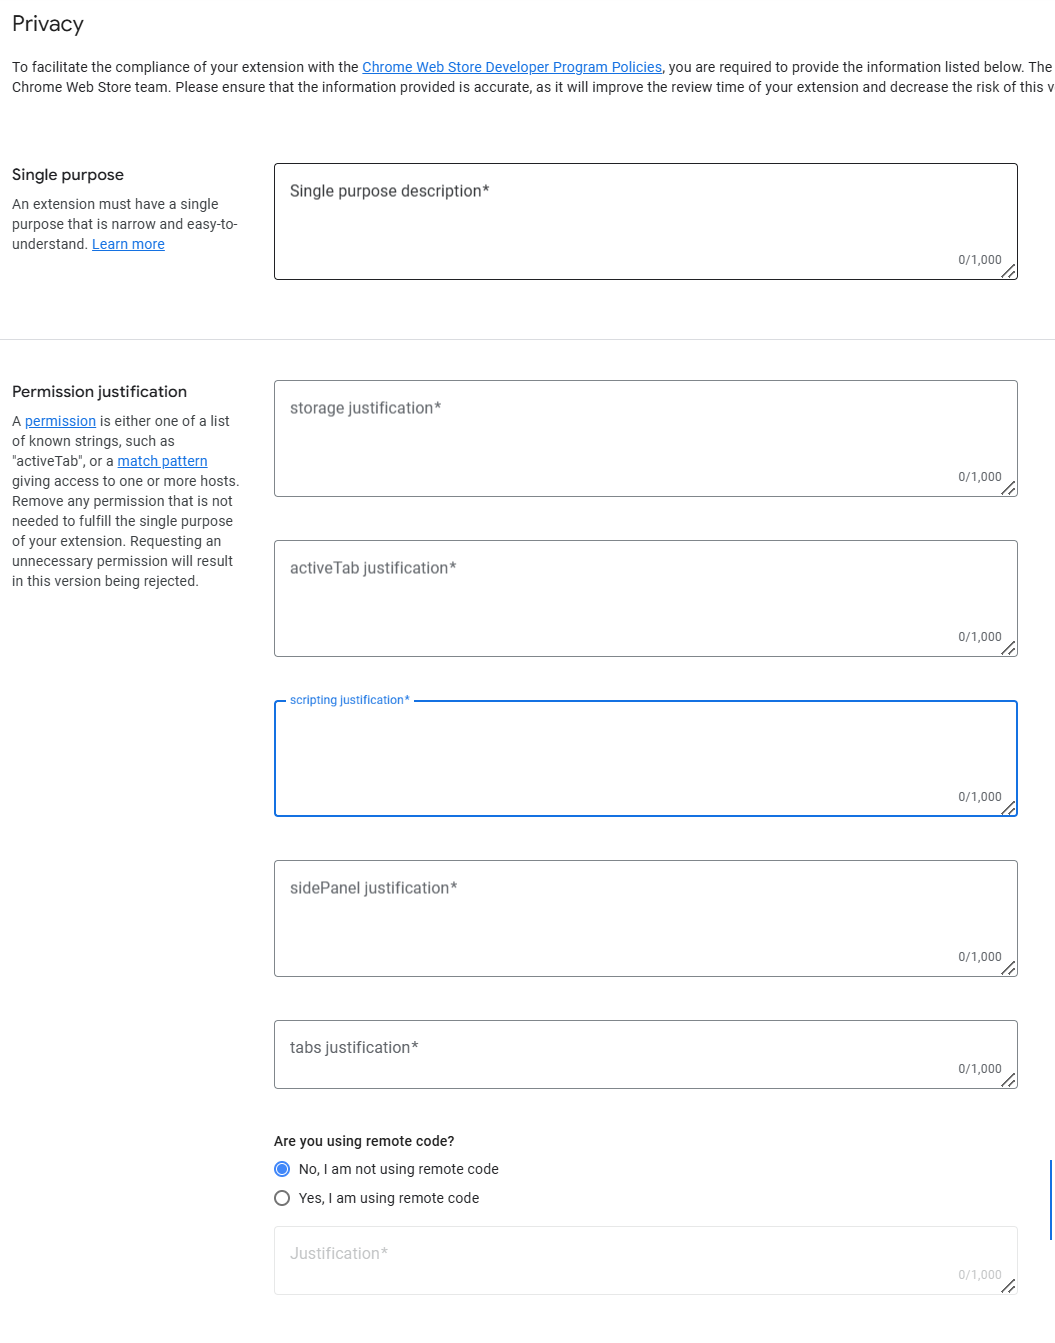 Privacy
To facilitate the compliance of your extension with the Chrome Web Store Developer Program Policies, you are required to provide the information listed below. The
Chrome Web Store team. Please ensure that the information provided is accurate, as it will improve the review time of your extension and decrease the risk of this v
Single purpose
An extension must have a single
purpose that is narrow and easy-to-
understand. Learn more
Single purpose description*
0/1,000
Permission justification
A permission is either one of a list
of known strings, such as
"activeTab", or a match pattern
giving access to one or more hosts.
Remove any permission that is not
needed to fulfill the single purpose
of your extension. Requesting an
unnecessary permission will result
in this version being rejected.
storage justification*
0/1,000
activeTab justification*
0/1,000
scripting justification*
0/1,000
sidePanel justification*
0/1,000
tabs justification*
0/1,000
Are you using remote code?
No, I am not using remote code
Yes, I am using remote code
Justification*
0/1,000